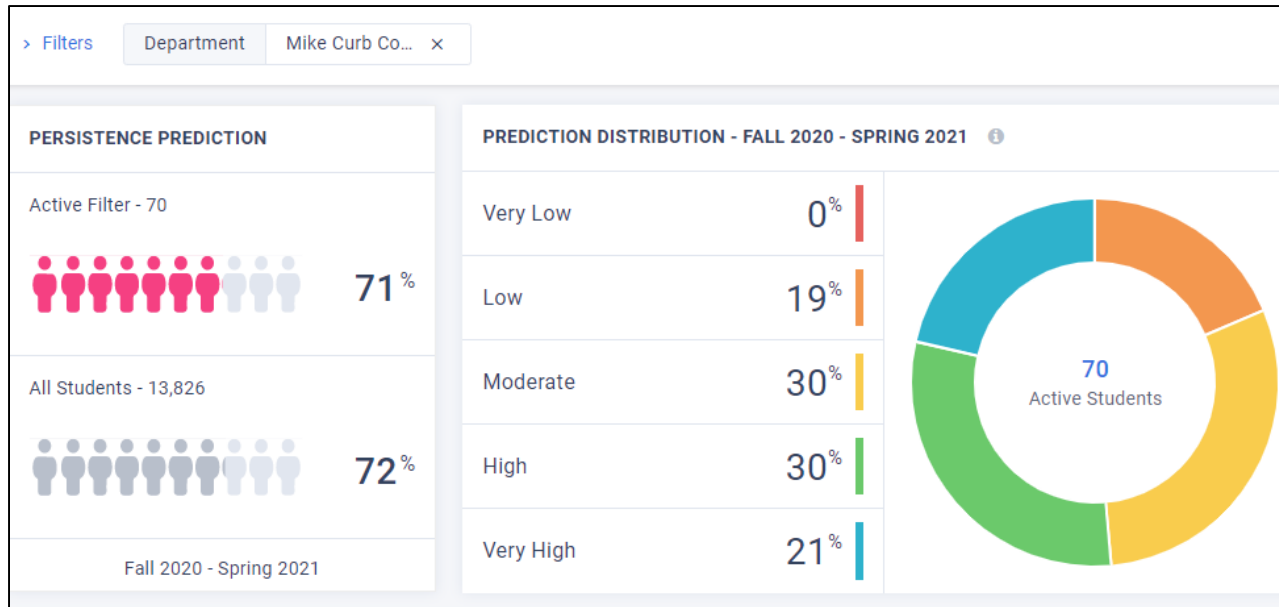 › Filters Department Mike Curb Co... ×
PERSISTENCE PREDICTION
Active Filter - 70
71%
All Students - 13,826
72%
Fall 2020 - Spring 2021
PREDICTION DISTRIBUTION - FALL 2020 - SPRING 2021 i
Very Low 0%
Low 19%
Moderate 30%
High 30%
Very High 21%
70
Active Students